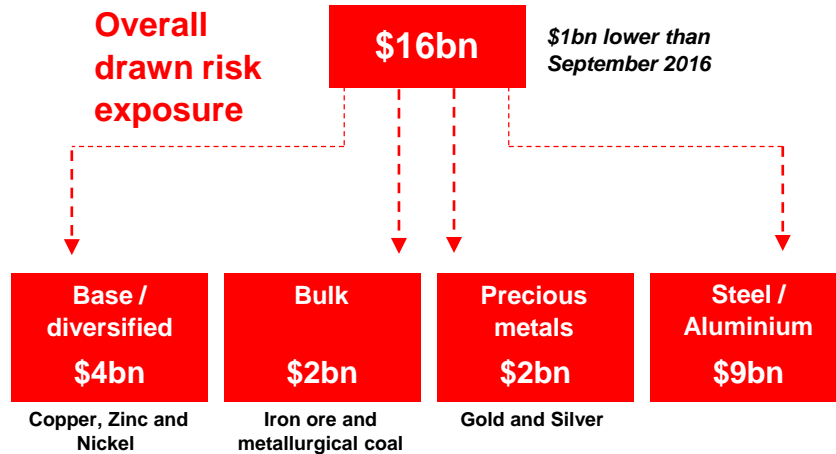 Overall
drawn risk
exposure
$16bn
$1bn lower than
September 2016
Base /
diversified
$4bn
Copper, Zinc and
Nickel
Bulk
$2bn
Iron ore and
metallurgical coal
Precious
metals
$2bn
Gold and Silver
Steel /
Aluminium
$9bn